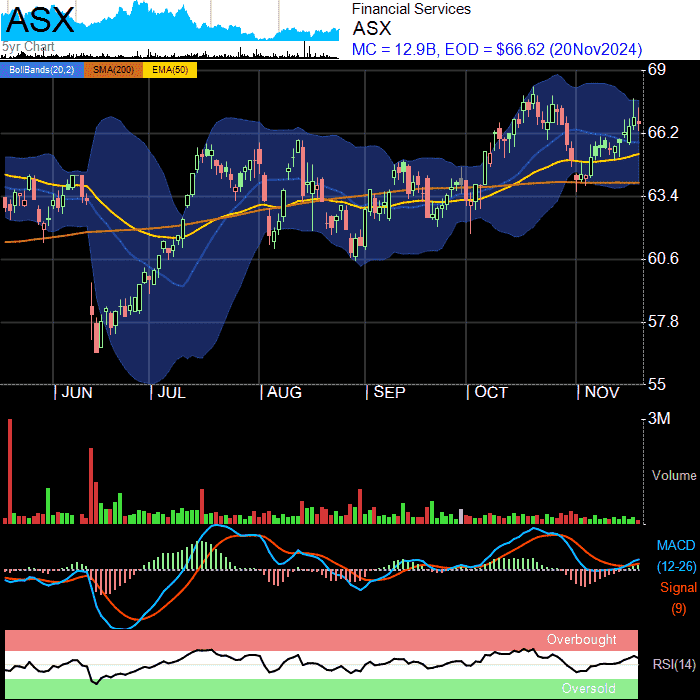 ASX
5yr Chart
Financial Services
ASX
MC = 12.9B, EOD = $66.62 (20Nov2024)
BollBands(20,2) SMA(200) EMA(50)
69
66.2
63.4
60.6
57.8
55
JUN JUL AUG SEP OCT NOV
3M
Volume
MACD
(12-26)
Signal
(9)
Overbought
RSI(14)
Oversold